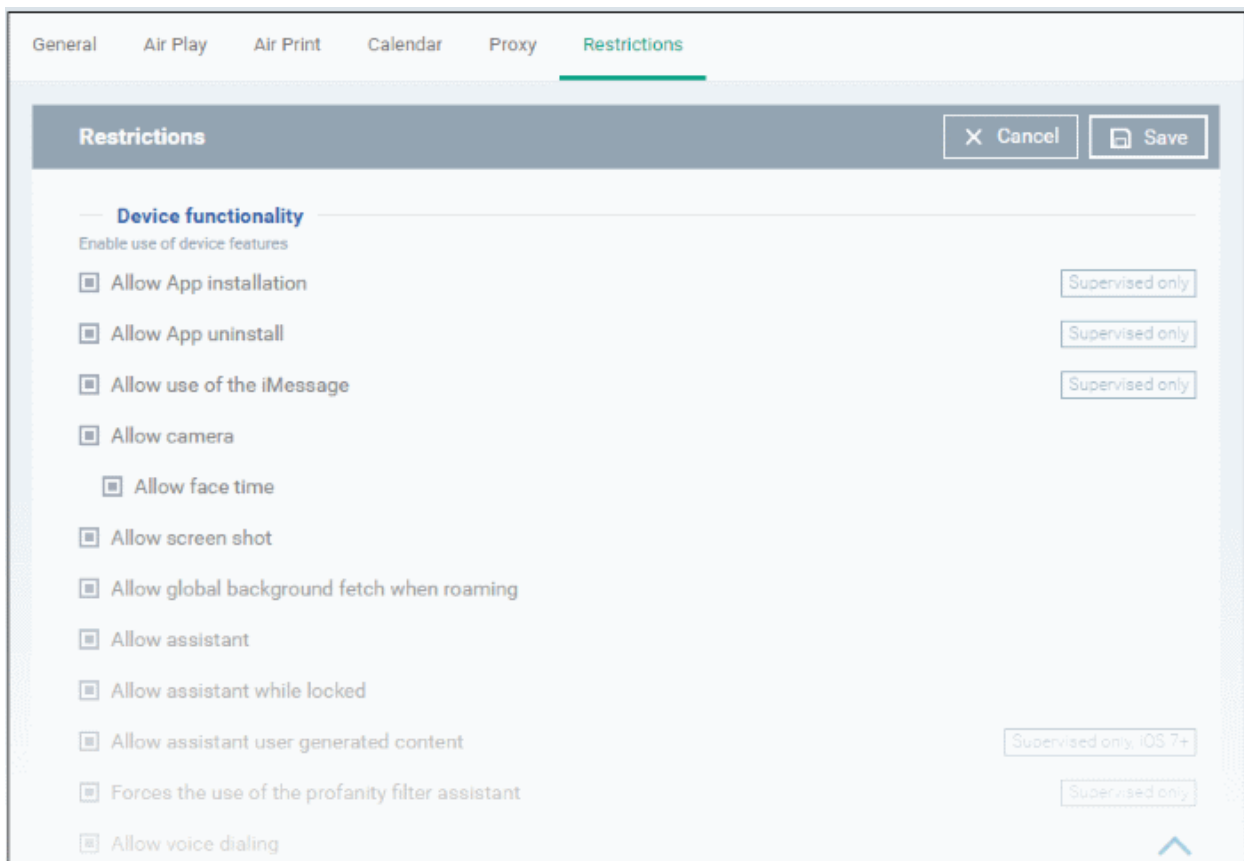 General Air Play Air Print Calendar Proxy Restrictions
Restrictions Cancel Save
Device functionality
Enable use of device features
Allow App installation Supervised only
Allow App uninstall Supervised only
Allow use of the iMessage Supervised only
Allow camera
Allow face time
Allow screen shot
Allow global background fetch when roaming
Allow assistant
Allow assistant while locked
Allow assistant user generated content Supervised only, iOS 7+
Forces the use of the profanity filter assistant Supervised only
Allow voice dialing